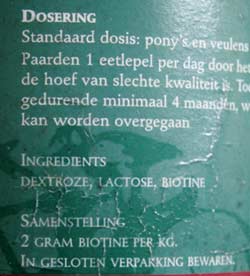 DOSERING
Standaard dosis: pony's en veulens
Paarden 1 eetlepel per dag door het
de hoef van slechte kwaliteit is. Toe
gedurende minimaal 4 maanden, w
kan worden overgegaan
INGREDIENTS
DEXTROZE, LACTOSE, BIOTINE
SAMENSTELLING
2 GRAM BIOTINE PER KG.
IN GESLOTEN VERPAKKING BEWAREN.